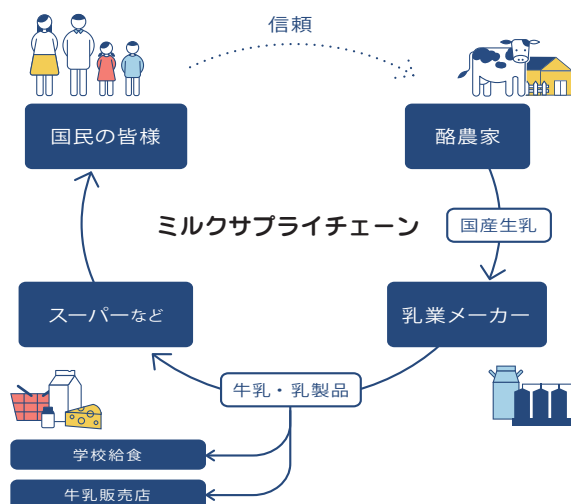 信頼
国民の皆様
酪農家
ミルクサプライチェーン
国産生乳
スーパーなど
乳業メーカー
牛乳・乳製品
学校給食
牛乳販売店